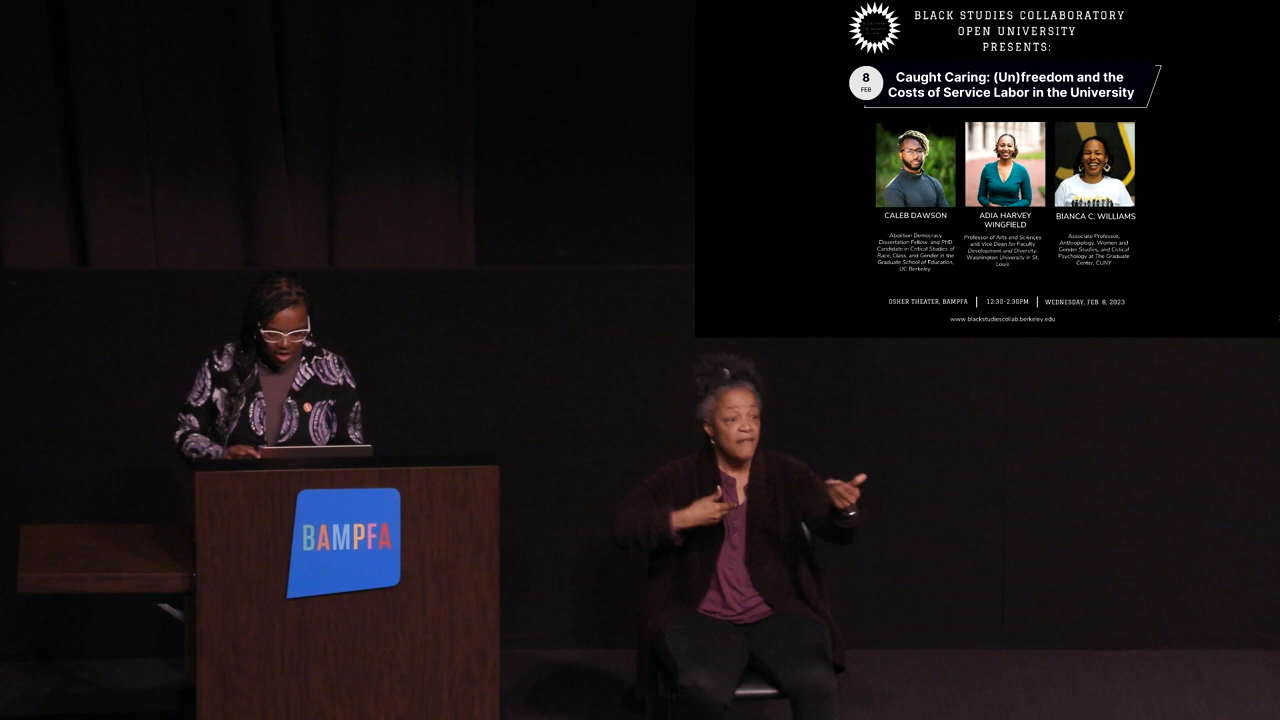 BLACK STUDIES COLLABORATORY
OPEN UNIVERSITY
PRESENTS:
8
FEB
Caught Caring: (Un)freedom and the
Costs of Service Labor in the University
CALEB DAWSON
Abolition Democracy
Dissertation Fellow, and PhD
Candidate in Critical Studies of
Race, Class, and Gender in the
Graduate School of Education,
UC Berkeley
ADIA HARVEY
WINGFIELD
Professor of Arts and Sciences
and Vice Dean for Faculty
Development and Diversity,
Washington University in St.
Louis
BIANCA C. WILLIAMS
Associate Professor,
Anthropology, Women and
Gender Studies, and Critical
Psychology at The Graduate
Center, CUNY
OSHER THEATER, BAMPFA | 12:30-2:30PM | WEDNESDAY, FEB. 8, 2023
www.blackstudiescollab.berkeley.edu
BAMPFA